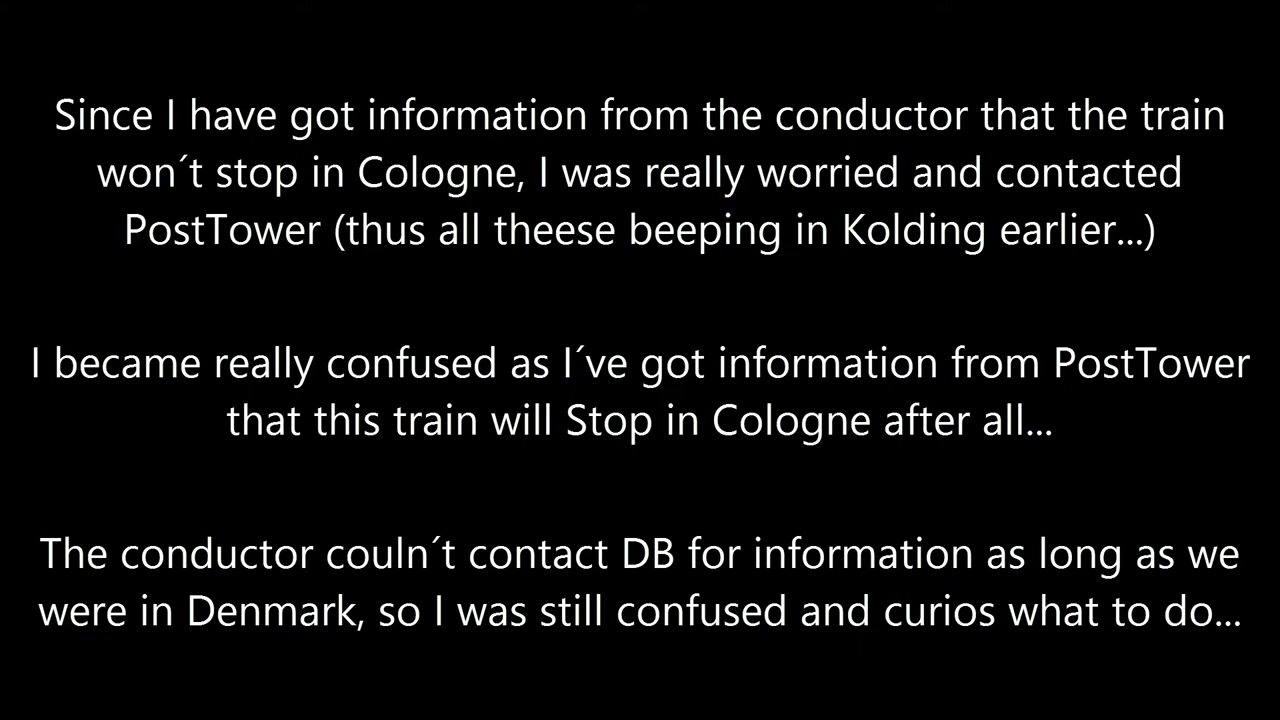 Since I have got information from the conductor that the train
won´t stop in Cologne, I was really worried and contacted
PostTower (thus all theese beeping in Kolding earlier...)
I became really confused as I´ve got information from PostTower
that this train will Stop in Cologne after all...
The conductor couln´t contact DB for information as long as we
were in Denmark, so I was still confused and curios what to do...